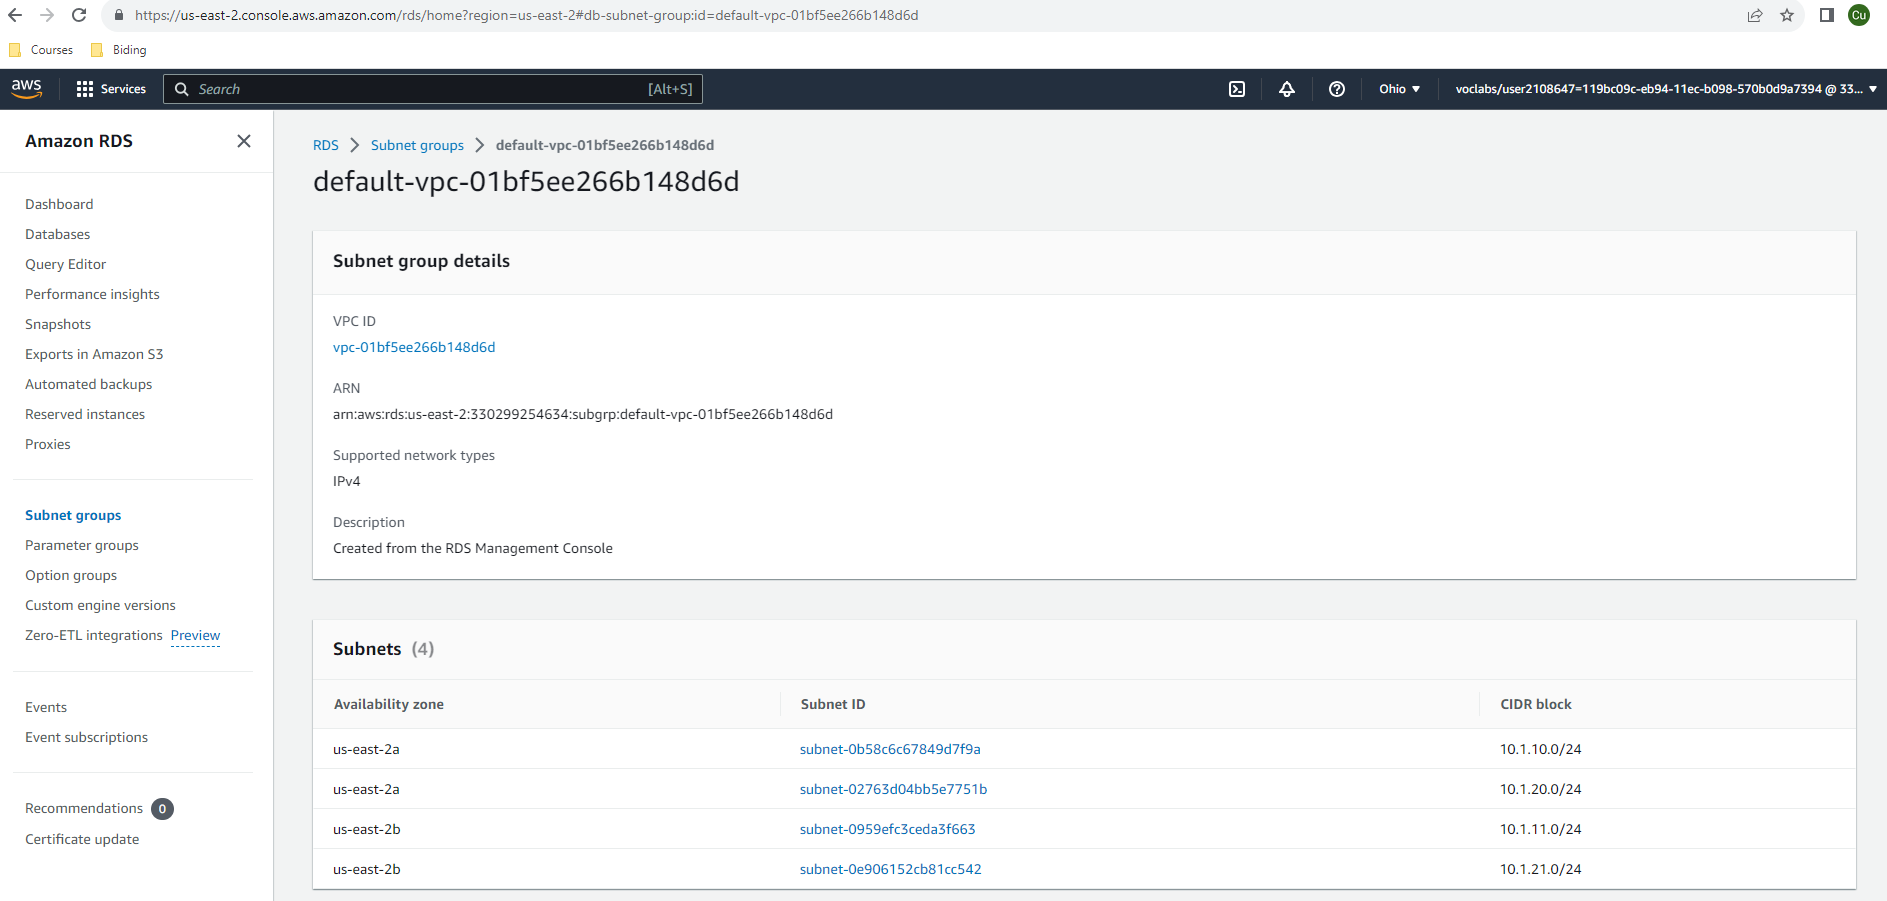 https://us-east-2.console.aws.amazon.com/rds/home?region=us-east-2#db-subnet-group:id=default-vpc-01bf5ee266b148d6d
Cu
Courses
Biding
aws
Services
Search
[Alt+S]
Ohio
voclabs/user2108647=119bc09c-eb94-11ec-b098-570b0d9a7394 @ 33...
Amazon RDS
Dashboard
Databases
Query Editor
Performance insights
Snapshots
Exports in Amazon S3
Automated backups
Reserved instances
Proxies
Subnet groups
Parameter groups
Option groups
Custom engine versions
Zero-ETL integrations Preview
Events
Event subscriptions
Recommendations 0
Certificate update
RDS > Subnet groups > default-vpc-01bf5ee266b148d6d
default-vpc-01bf5ee266b148d6d
Subnet group details
VPC ID
vpc-01bf5ee266b148d6d
ARN
arn:aws:rds:us-east-2:330299254634:subgrp:default-vpc-01bf5ee266b148d6d
Supported network types
IPv4
Description
Created from the RDS Management Console
Subnets (4)
Availability zone Subnet ID CIDR block
us-east-2a subnet-0b58c6c67849d7f9a 10.1.10.0/24
us-east-2a subnet-02763d04bb5e7751b 10.1.20.0/24
us-east-2b subnet-0959efc3ceda3f663 10.1.11.0/24
us-east-2b subnet-0e906152cb81cc542 10.1.21.0/24